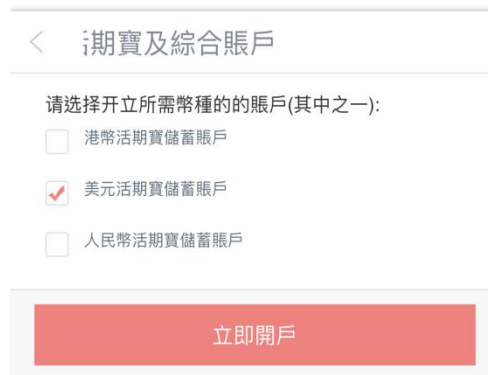 期寶及綜合賬戶
请选择开立所需幣種的的賬戶(其中之一):
港幣活期寶儲蓄賬戶
美元活期寶儲蓄賬戶
人民幣活期寶儲蓄賬戶
立即開戶